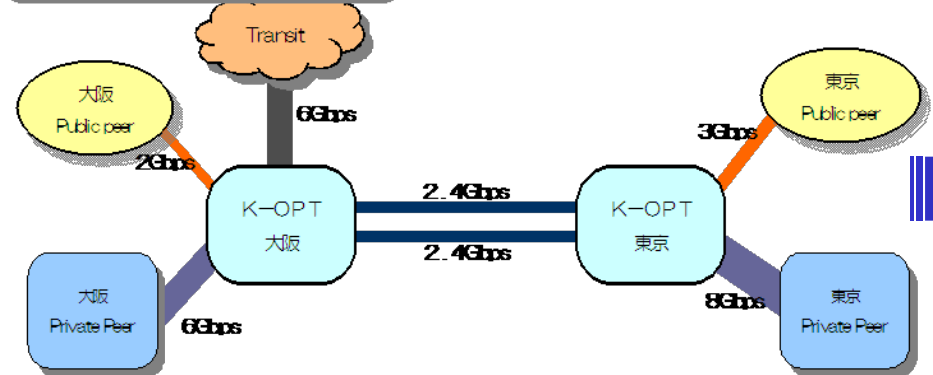 Transit
大阪
Public peer
東京
Public peer
6Gbps
3Gbps
2Gbps
K-OPT
大阪
2.4Gbps
2.4Gbps
K-OPT
東京
大阪
Private Peer
6Gbps
8Gbps
東京
Private Peer